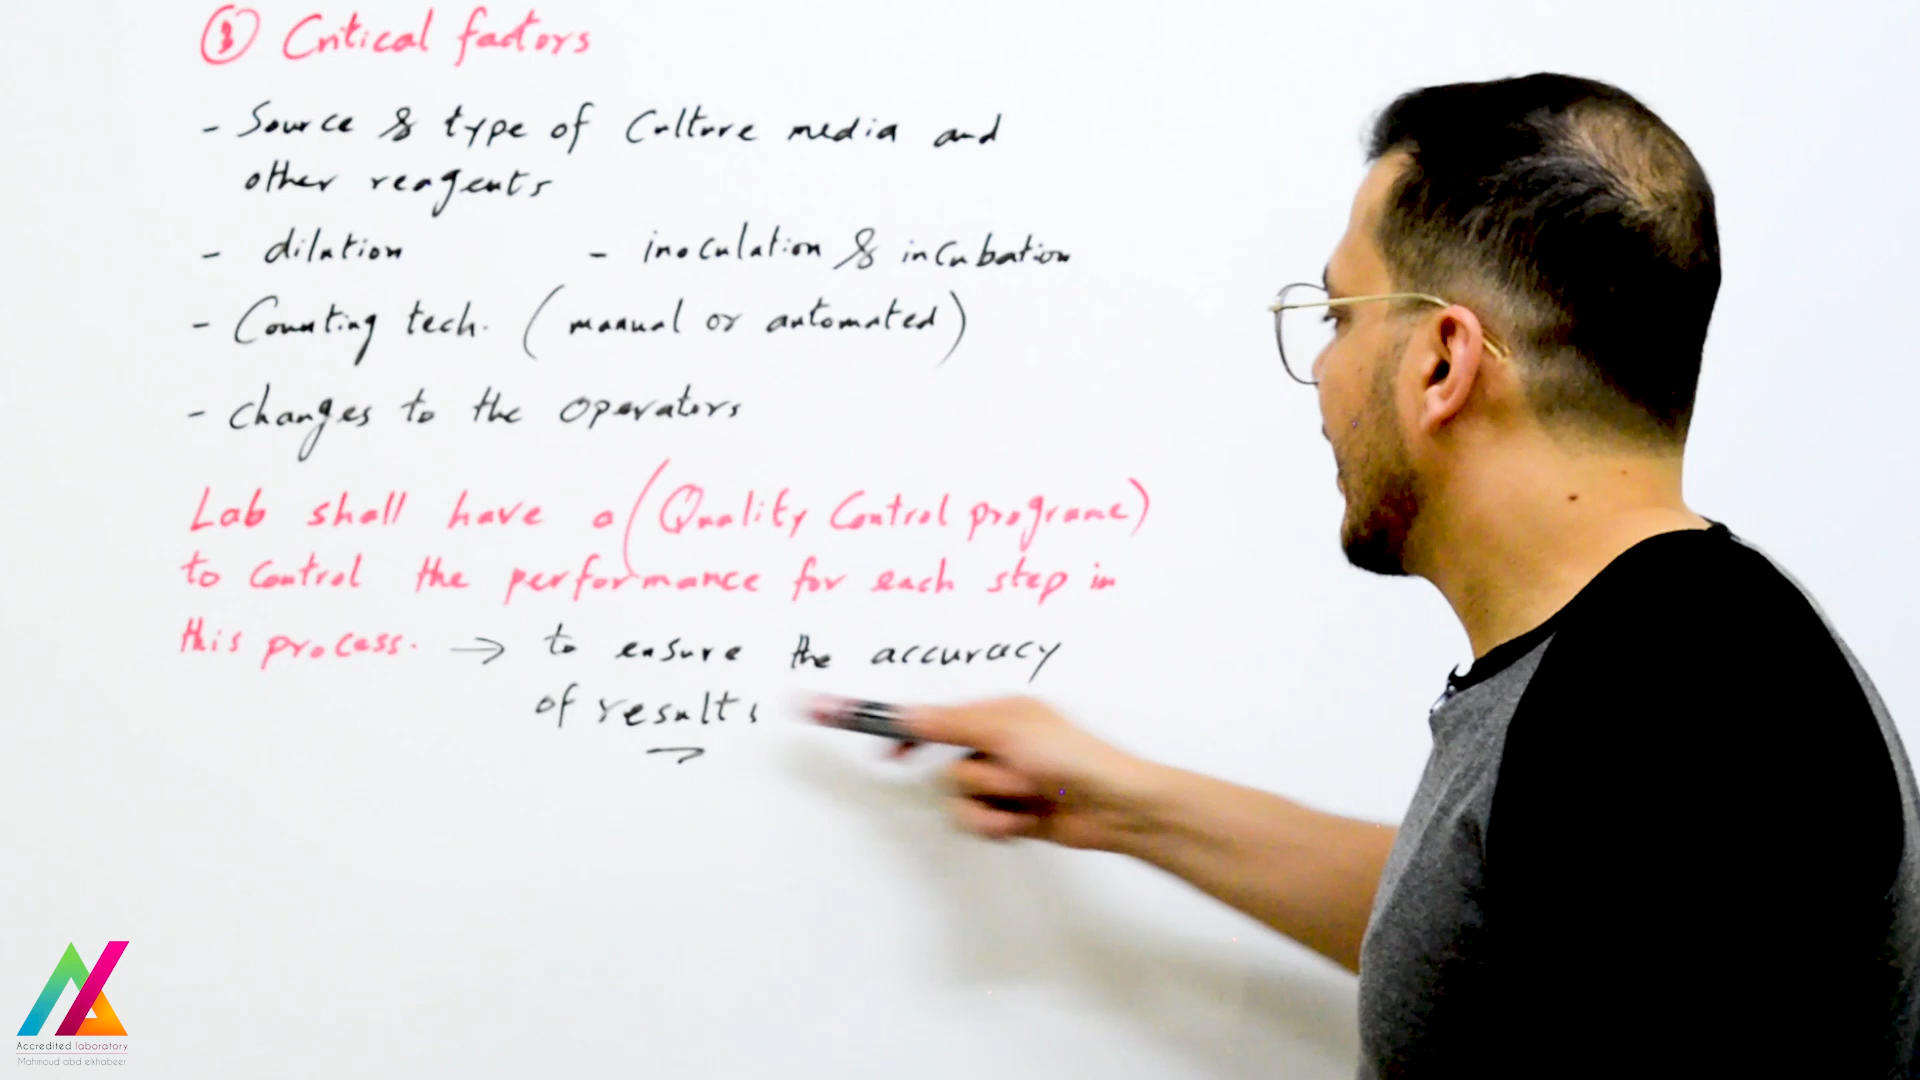 ③ Critical factors
- Source & type of Culture media and
other reagents
- dilution - inoculation & incubation
- Counting tech. (manual or automated)
- changes to the operators
Lab shall have a (Quality Control programe)
to control the performance for each step in
this process. → to ensure the accuracy
of results
Accredited laboratory
Mahmoud abd elkhabeer